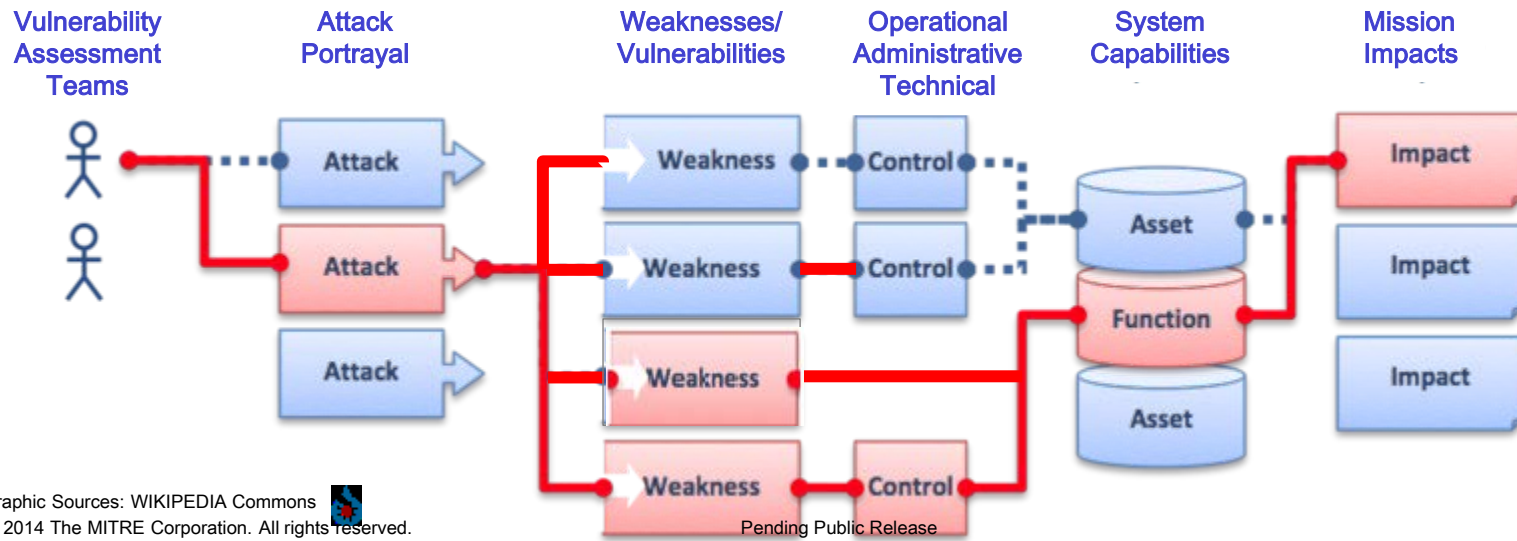 Vulnerability
Assessment
Teams
Attack
Portrayal
Weaknesses/
Vulnerabilities
Operational
Administrative
Technical
System
Capabilities
Mission
Impacts
Attack
Weakness
Control
Impact
Asset
Attack
Weakness
Control
Impact
Function
Attack
Weakness
Impact
Asset
Weakness
Control
raphic Sources: WIKIPEDIA Commons
2014 The MITRE Corporation. All rights reserved.
Pending Public Release